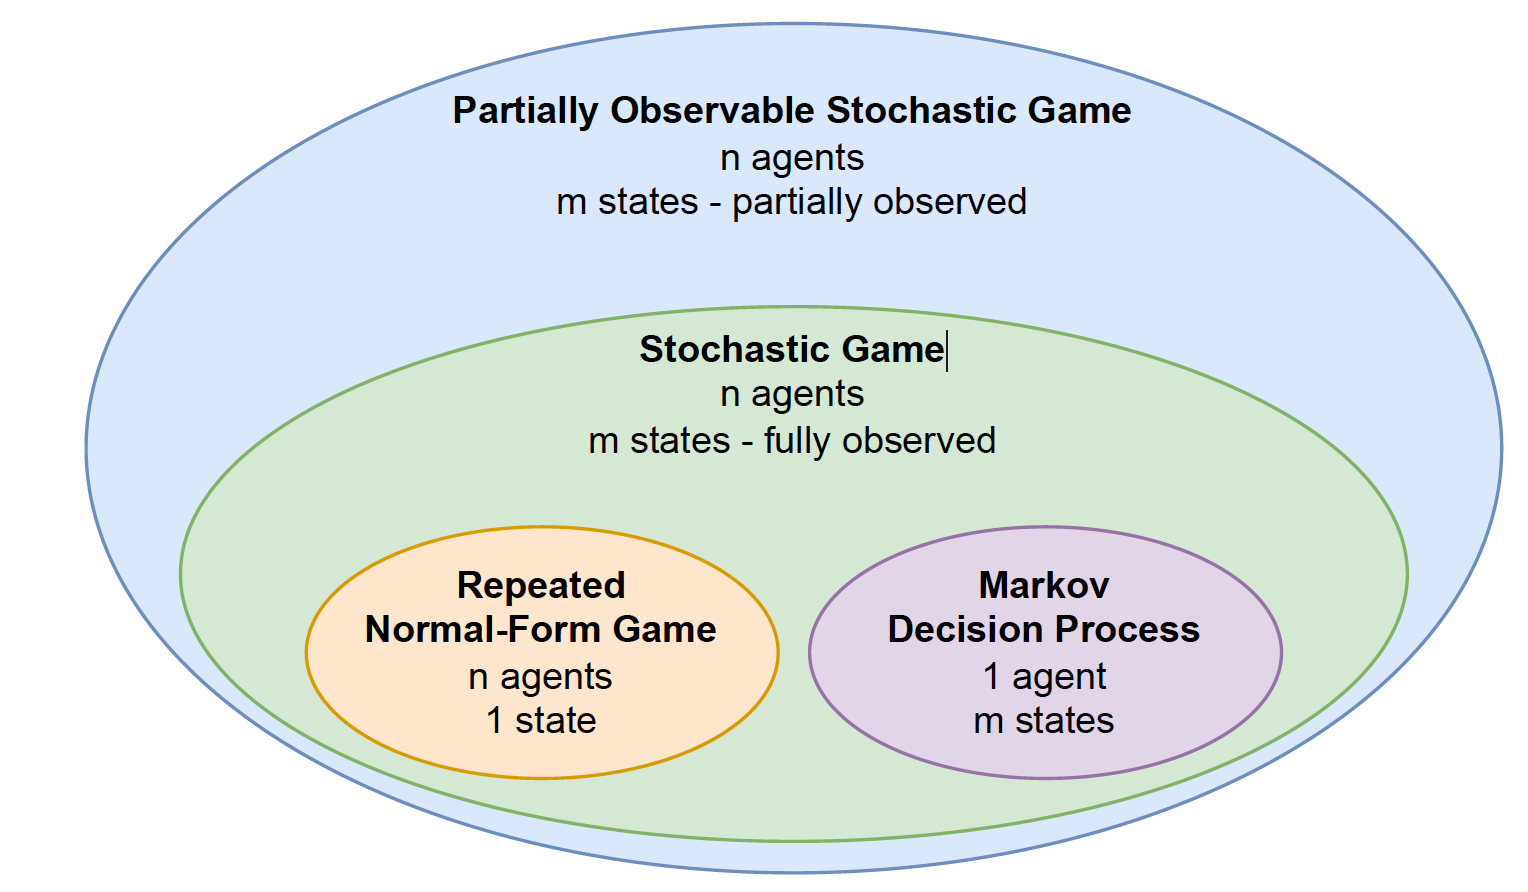 Partially Observable Stochastic Game
n agents
m states - partially observed
Stochastic Game
n agents
m states - fully observed
Repeated
Normal-Form Game
n agents
1 state
Markov
Decision Process
1 agent
m states